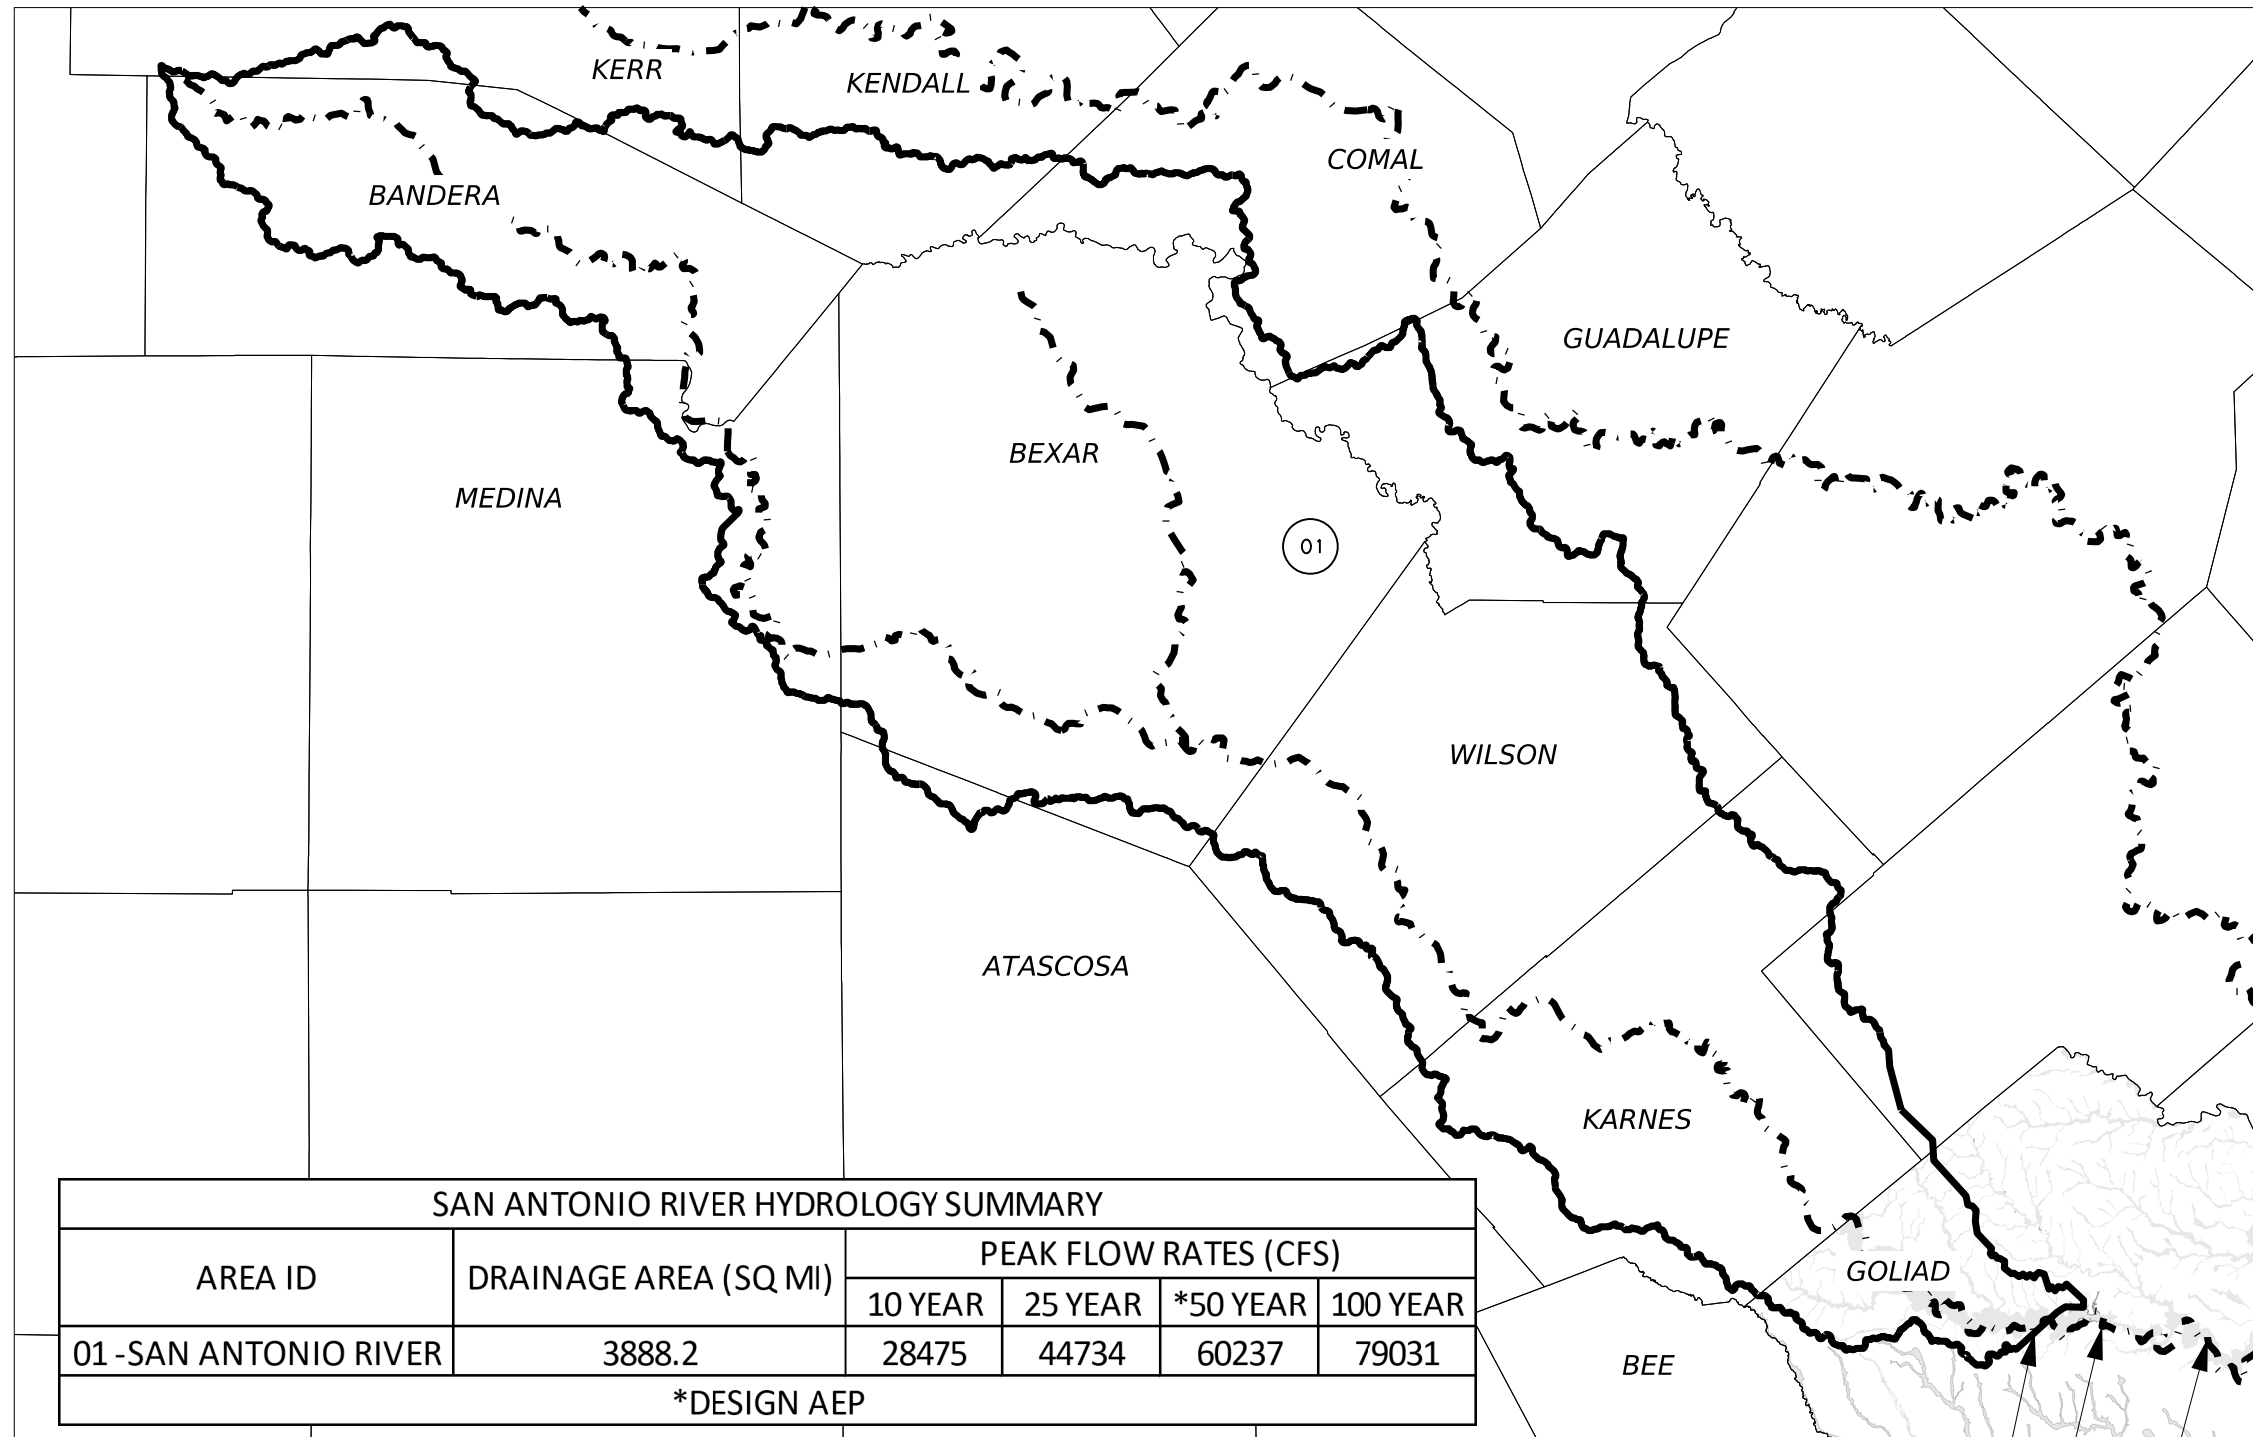 KERR
KENDALL
COMAL
BANDERA
GUADALUPE
BEXAR
MEDINA
01
WILSON
ATASCOSA
KARNES
GOLIAD
BEE
SAN ANTONIO RIVER HYDROLOGY SUMMARY
AREA ID
DRAINAGE AREA (SQ MI)
PEAK FLOW RATES (CFS)
10 YEAR
25 YEAR
*50 YEAR
100 YEAR
01 -SAN ANTONIO RIVER
3888.2
28475
44734
60237
79031
*DESIGN AEP